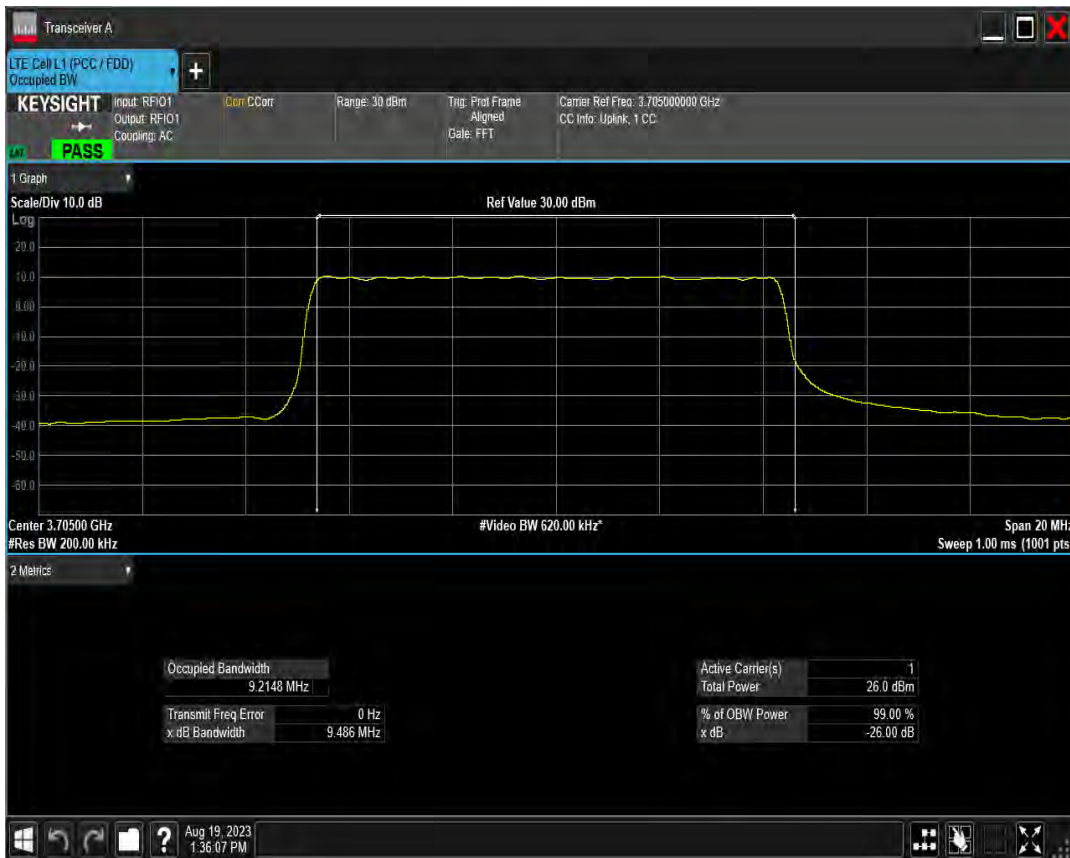 Transceiver A
LTE Cell L1 (PCC / FDD)
Occupied BW
+
KEYSIGHT
Input: RFIO1
Output: RFIO1
Coupling: AC
Corr CCorr
Range: 30 dBm
Trig: Prot Frame
Aligned
Gate: FFT
Carrier Ref Freq: 3.705000000 GHz
CC Info: Uplink, 1 CC
PASS
1 Graph
Scale/Div 10.0 dB
Ref Value 30.00 dBm
Log
20.0
10.0
0.00
-10.0
-20.0
-30.0
-40.0
-50.0
-60.0
Center 3.70500 GHz
#Video BW 620.00 kHz*
Span 20 MHz
#Res BW 200.00 kHz
Sweep 1.00 ms (1001 pts
2 Metrics
Occupied Bandwidth
9.2148 MHz
Transmit Freq Error 0 Hz
x dB Bandwidth 9.486 MHz
Active Carrier(s) 1
Total Power 26.0 dBm
% of OBW Power 99.00 %
x dB -26.00 dB
?
Aug 19, 2023
1:36:07 PM